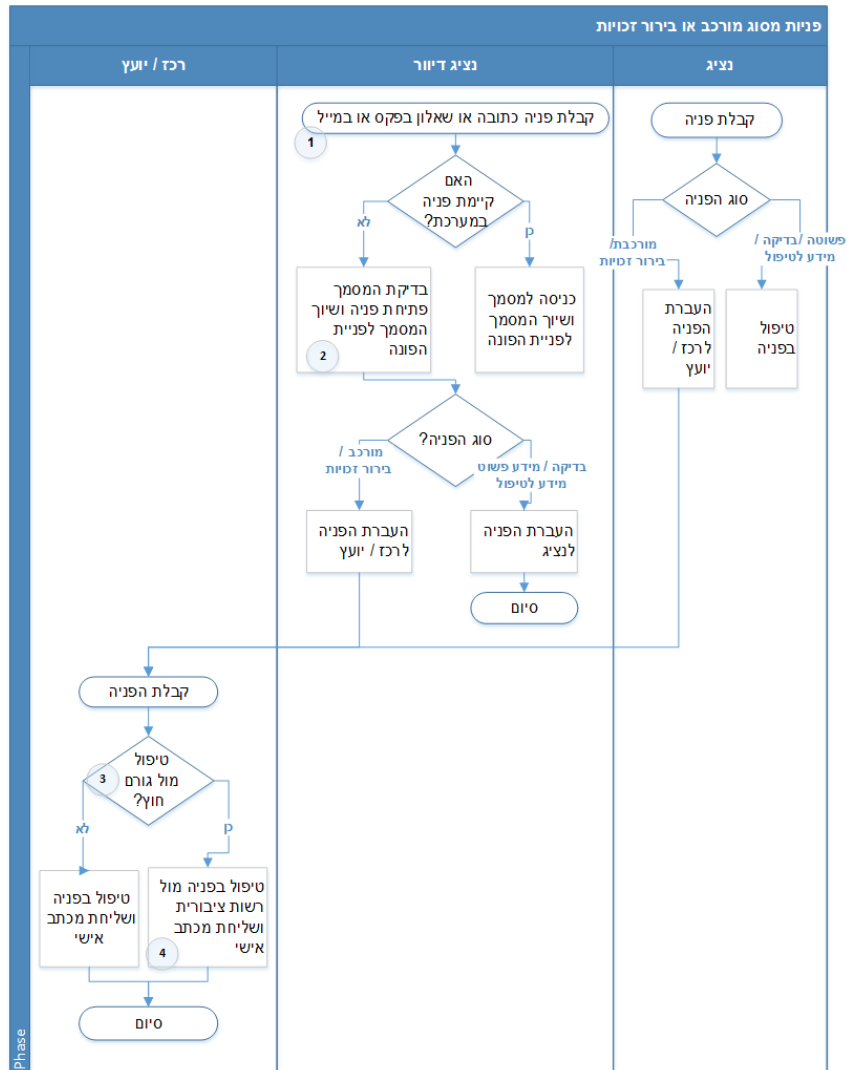 פניות מסוג מורכב או בירור זכויות
נציג
נציג דיוור
רכז / יועץ
קבלת פניה
סוג הפניה
פשוטה /בדיקה /
מידע לטיפול
מורכבת/
בירור זכויות
טיפול
בפניה
העברת
הפניה
לרכז /
יועץ
קבלת פניה כתובה או שאלון בפקס או במייל
1
האם
קיימת פניה
במערכת?
כן
לא
כניסה למסמך
ושיוך המסמך
לפניית הפונה
בדיקת המסמך
פתיחת פניה ושיוך
המסמך לפניית
הפונה
2
סוג הפניה?
בדיקה / מידע פשוט
מידע לטיפול
מורכב /
בירור זכויות
העברת הפניה
לנציג
העברת הפניה
לרכז / יועץ
סיום
קבלת הפניה
טיפול
מול גורם
חוץ?
3
כן
לא
טיפול בפניה מול
רשות ציבורית
ושליחת מכתב
אישי
4
טיפול בפניה
ושליחת מכתב
אישי
סיום
Phase